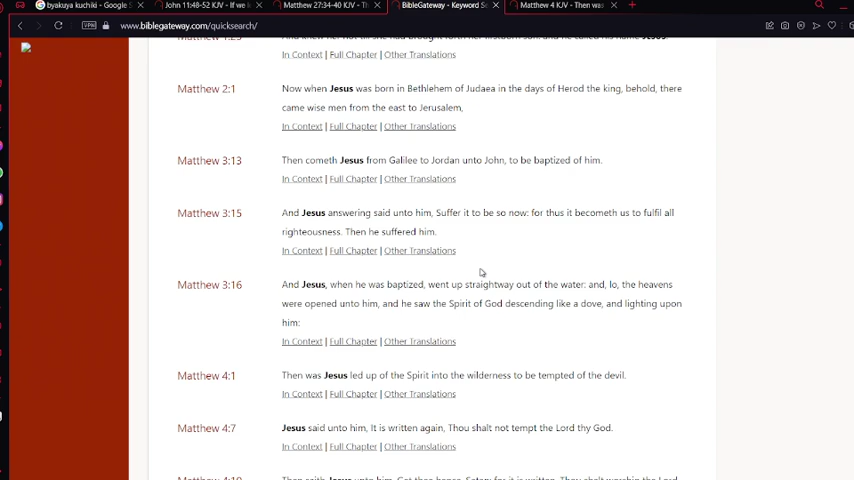 byakuya kuchiki - Google S
John 11:48-52 KJV - If we
Matthew 27:34-40 KJV - Th
BibleGateway - Keyword Se
Matthew 4 KJV - Then was
VPN
www.biblegateway.com/quicksearch/
In Context | Full Chapter | Other Translations
Matthew 2:1
Now when Jesus was born in Bethlehem of Judaea in the days of Herod the king, behold, there
came wise men from the east to Jerusalem,
In Context | Full Chapter | Other Translations
Matthew 3:13
Then cometh Jesus from Galilee to Jordan unto John, to be baptized of him.
In Context | Full Chapter | Other Translations
Matthew 3:15
And Jesus answering said unto him, Suffer it to be so now: for thus it becometh us to fulfil all
righteousness. Then he suffered him.
In Context | Full Chapter | Other Translations
Matthew 3:16
And Jesus, when he was baptized, went up straightway out of the water: and, lo, the heavens
were opened unto him, and he saw the Spirit of God descending like a dove, and lighting upon
him:
In Context | Full Chapter | Other Translations
Matthew 4:1
Then was Jesus led up of the Spirit into the wilderness to be tempted of the devil.
In Context | Full Chapter | Other Translations
Matthew 4:7
Jesus said unto him, It is written again, Thou shalt not tempt the Lord thy God.
In Context | Full Chapter | Other Translations